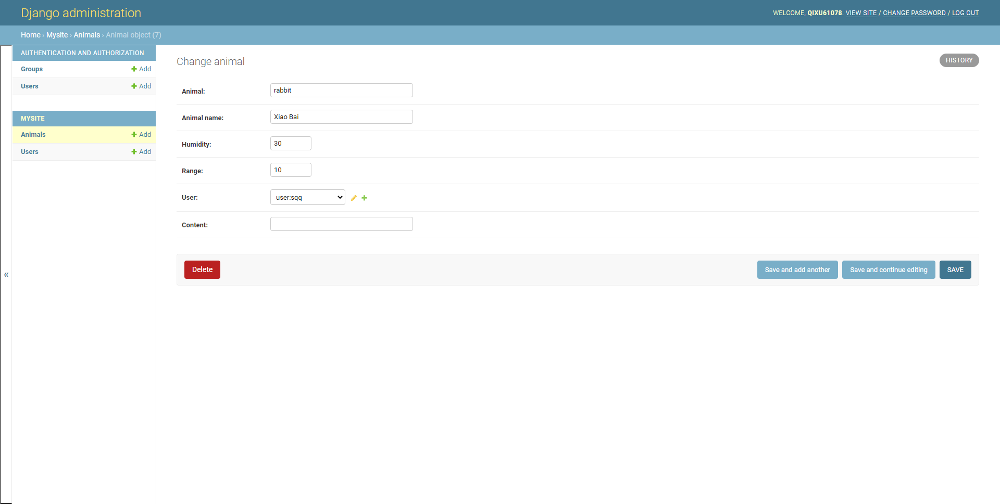 Django administration
WELCOME, QIXU61078. VIEW SITE / CHANGE PASSWORD / LOG OUT
Home › Mysite › Animals › Animal object (7)
AUTHENTICATION AND AUTHORIZATION
Groups Add
Users Add
MYSITE
Animals Add
Users Add
«
Change animal
HISTORY
Animal: rabbit
Animal name: Xiao Bai
Humidity: 30
Range: 10
User: user:sqq
Content:
Delete
Save and add another
Save and continue editing
SAVE